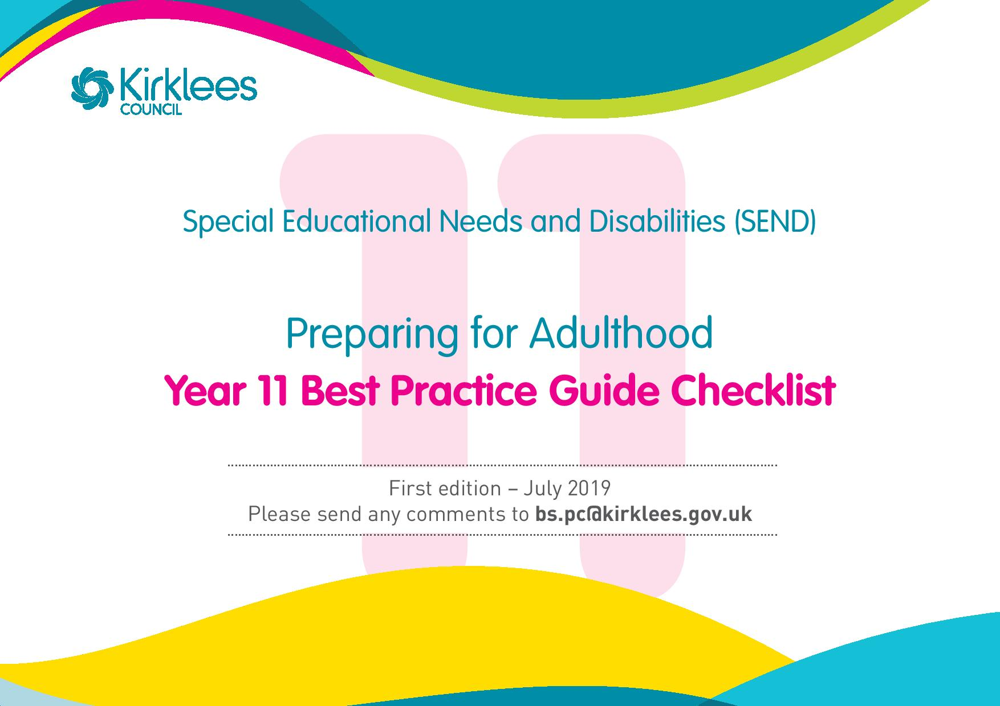 Kirklees
COUNCIL
11
Special Educational Needs and Disabilities (SEND)
Preparing for Adulthood
Year 11 Best Practice Guide Checklist
First edition – July 2019
Please send any comments to bs.pc@kirklees.gov.uk